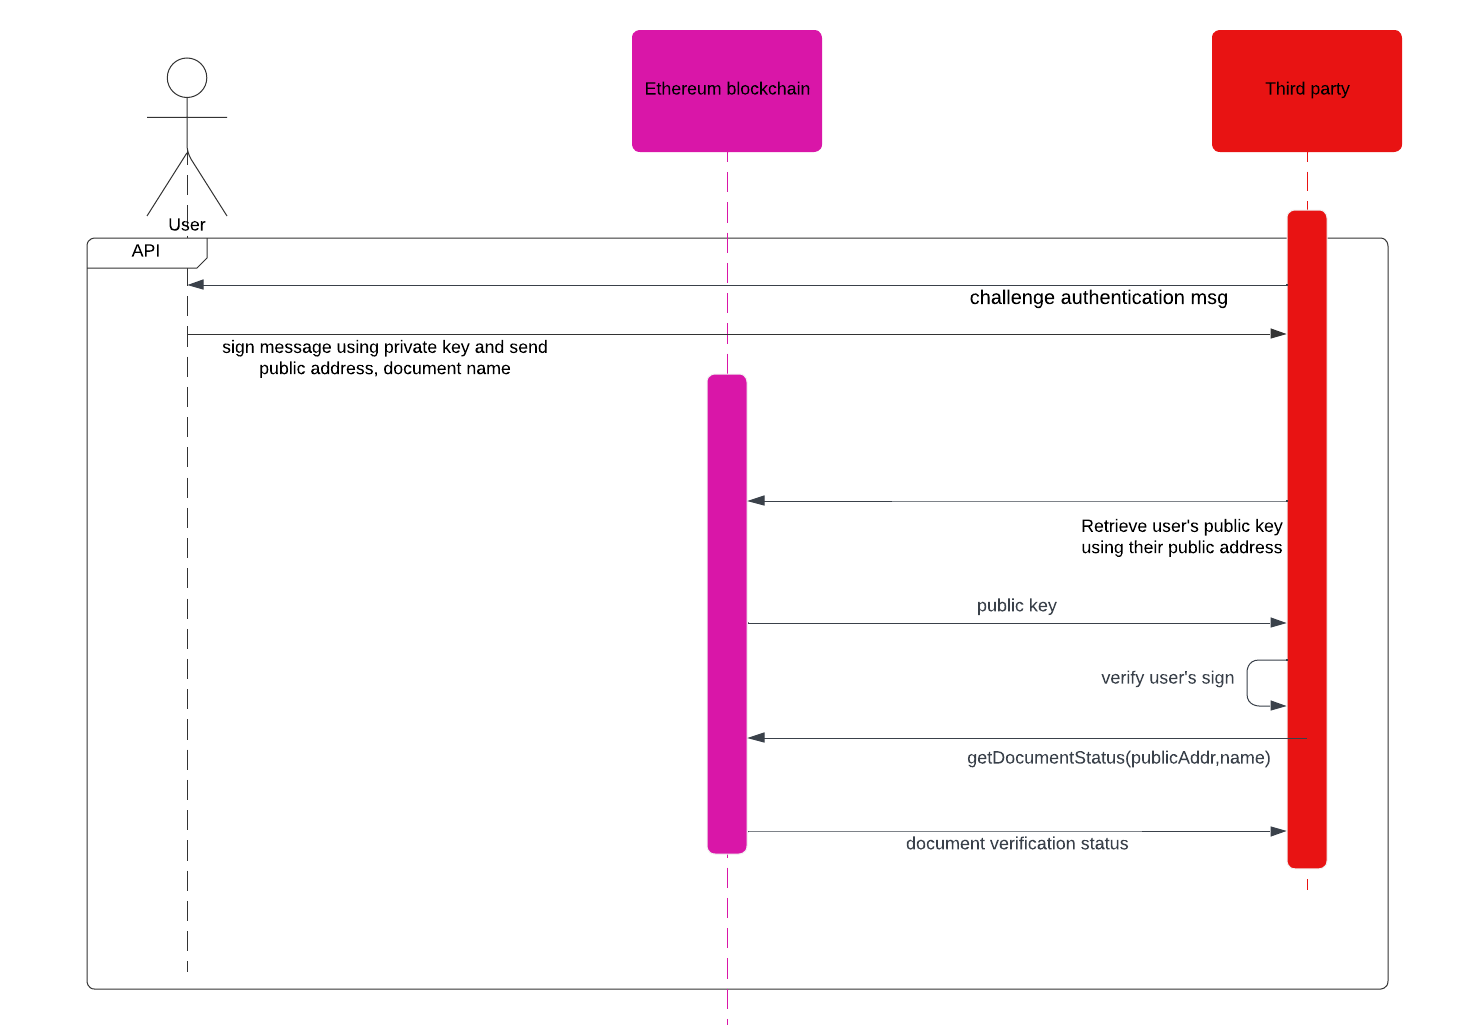 Ethereum blockchain
Third party
User
API
challenge authentication msg
sign message using private key and send
public address, document name
Retrieve user's public key
using their public address
public key
verify user's sign
getDocumentStatus(publicAddr,name)
document verification status